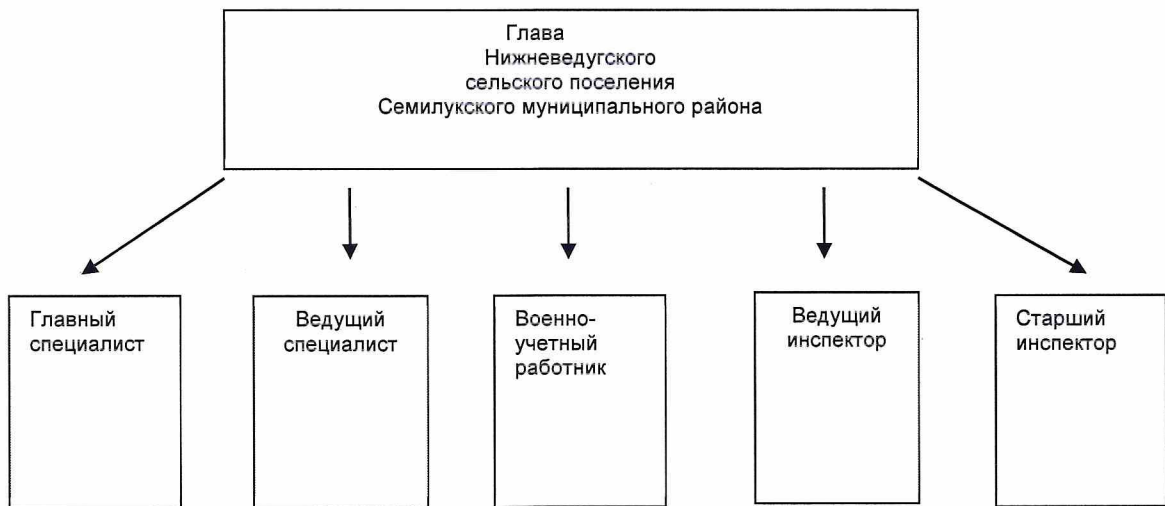 Глава
Нижневедугского
сельского поселения
Семилукского муниципального района
Главный
специалист
Ведущий
специалист
Военно-
учетный
работник
Ведущий
инспектор
Старший
инспектор